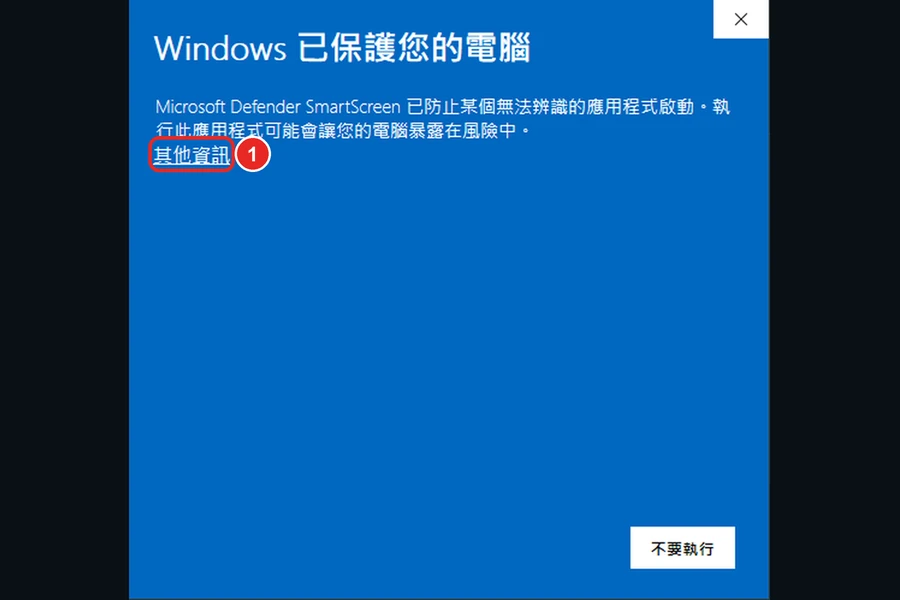 Windows 已保護您的電腦
Microsoft Defender SmartScreen 已防止某個無法辨識的應用程式啟動。執
行此應用程式可能會讓您的電腦暴露在風險中。
其他資訊 1
不要執行